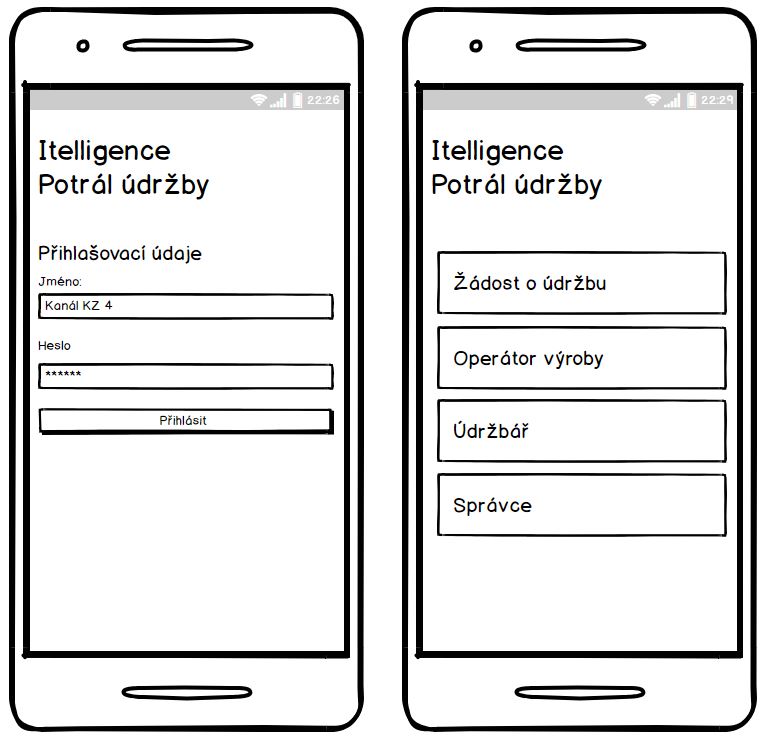 22:26
Itelligence
Potrál údržby
Přihlašovací údaje
Jméno:
Kanál KZ 4
Heslo
******
Přihlásit
22:29
Itelligence
Potrál údržby
Žádost o údržbu
Operátor výroby
Údržbář
Správce